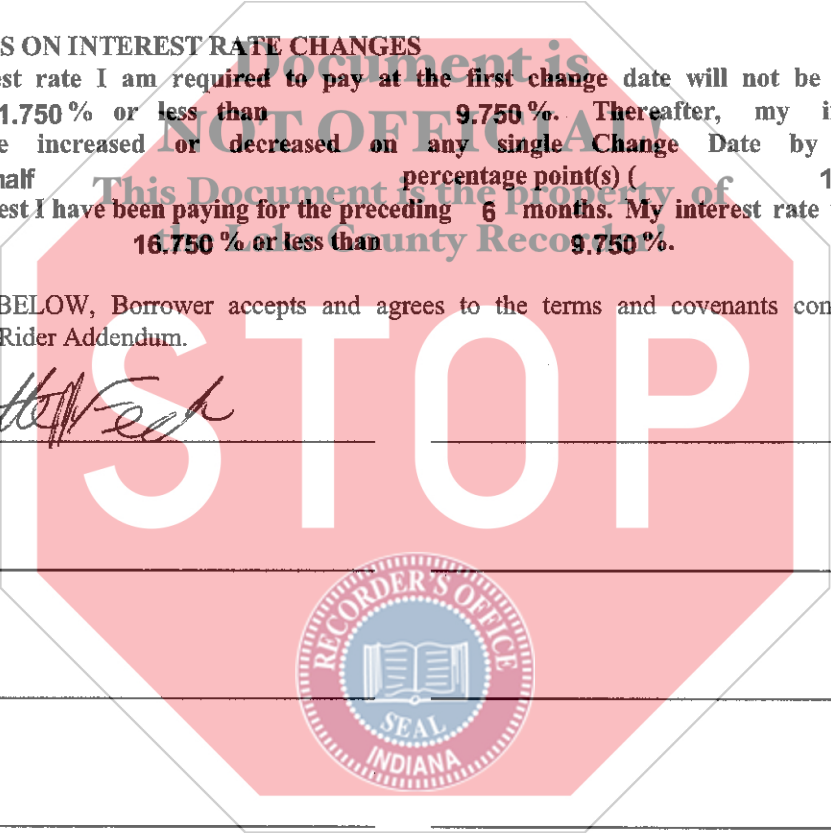 S ON INTEREST RATE CHANGES
est rate I am required to pay at the first change date will not be
1.750 % or less than 9.750 %. Thereafter, my i
e increased or decreased on any single Change Date by
half percentage point(s) ( 1
est I have been paying for the preceding 6 months. My interest rate
16.750 % or less than 9.750 %.
BELOW, Borrower accepts and agrees to the terms and covenants con
Rider Addendum.
Document is
NOT OFFICIAL!
This Document is the property of
the Lake County Recorder!
STOP
RECORDER'S OFFICE
SEAL
INDIANA